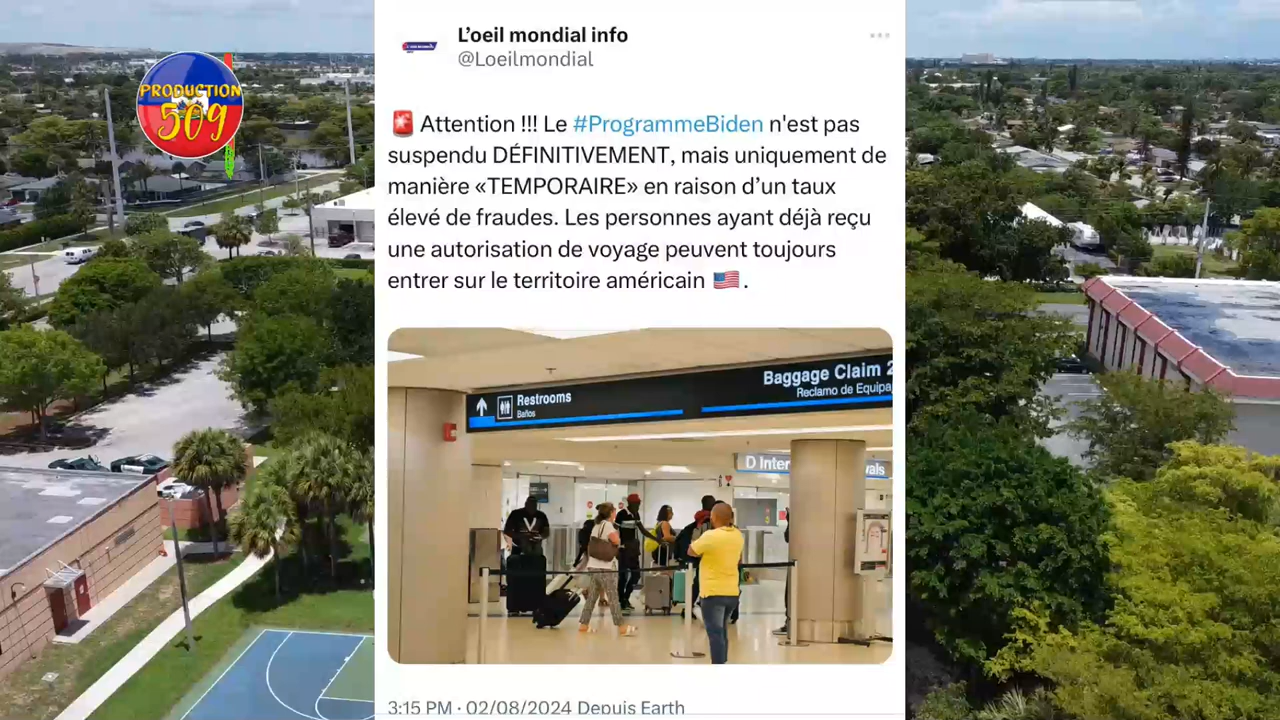 L'oeil mondial info
@Loeilmondial
PRODUCTION
509
🚨 Attention !!! Le #ProgrammeBiden n'est pas
suspendu DÉFINITIVEMENT, mais uniquement de
manière «TEMPORAIRE» en raison d'un taux
élevé de fraudes. Les personnes ayant déjà reçu
une autorisation de voyage peuvent toujours
entrer sur le territoire américain 🇺🇸.
Baggage Claim 2
Reclamo de Equipa
Restrooms
Baños
D Inter vals
3:15 PM · 02/08/2024 Depuis Earth